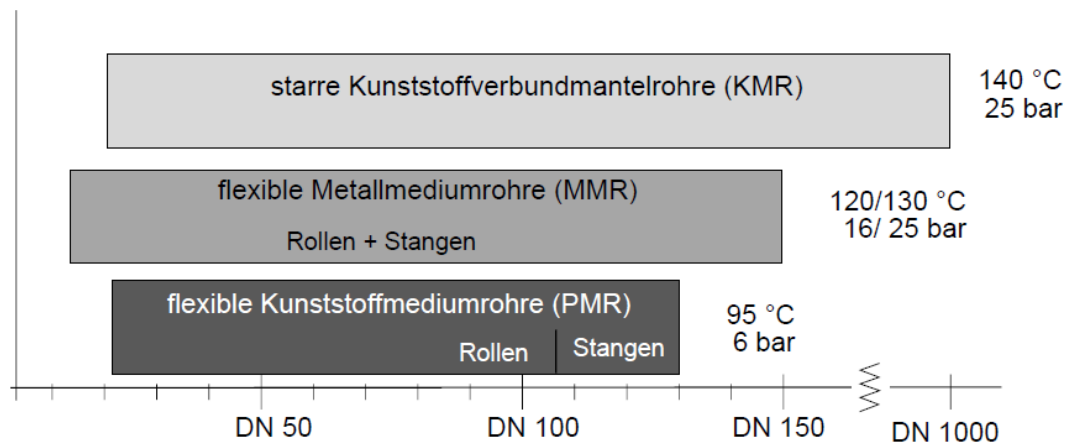 starre Kunststoffverbundmantelrohre (KMR)
140 °C
25 bar
flexible Metallmediumrohre (MMR)
Rollen + Stangen
120/130 °C
16/ 25 bar
flexible Kunststoffmediumrohre (PMR)
Rollen
Stangen
95 °C
6 bar
DN 50
DN 100
DN 150
DN 1000